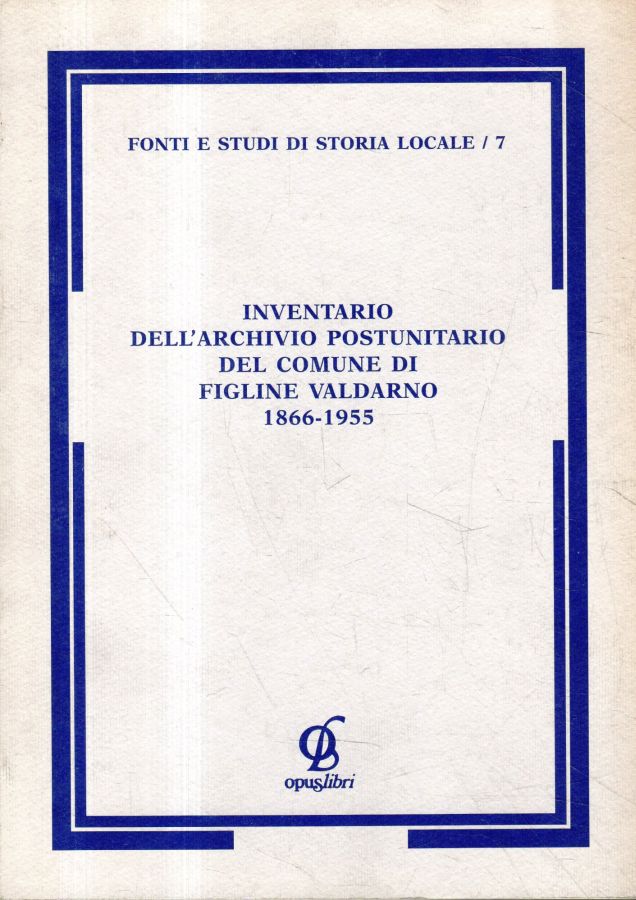 FONTI E STUDI DI STORIA LOCALE / 7
INVENTARIO
DELL'ARCHIVIO POSTUNITARIO
DEL COMUNE DI
FIGLINE VALDARNO
1866-1955
opuslibri